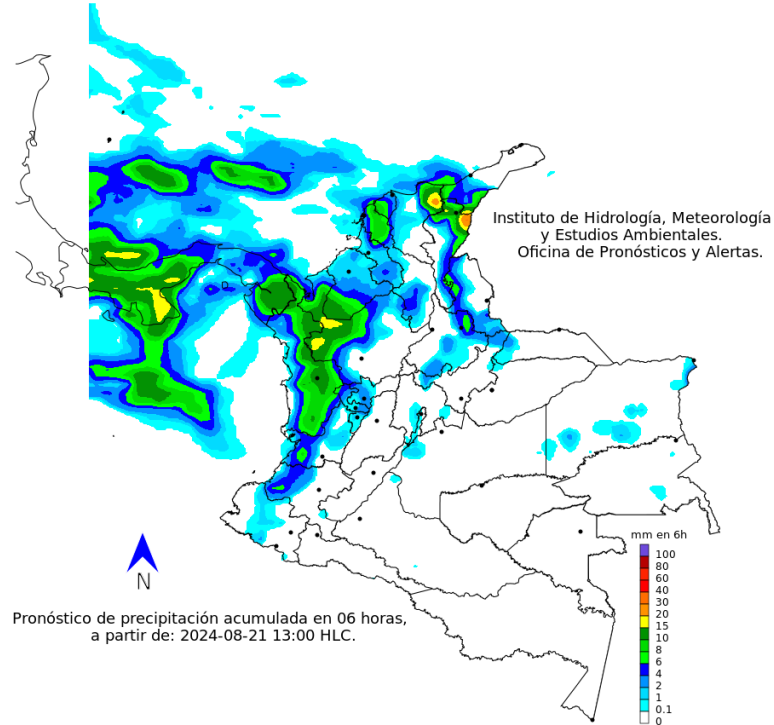 Instituto de Hidrología, Meteorología
y Estudios Ambientales.
Oficina de Pronósticos y Alertas.
mm en 6h
100
80
60
40
30
20
15
10
8
6
4
2
1
0.1
0
N
Pronóstico de precipitación acumulada en 06 horas,
a partir de: 2024-08-21 13:00 HLC.